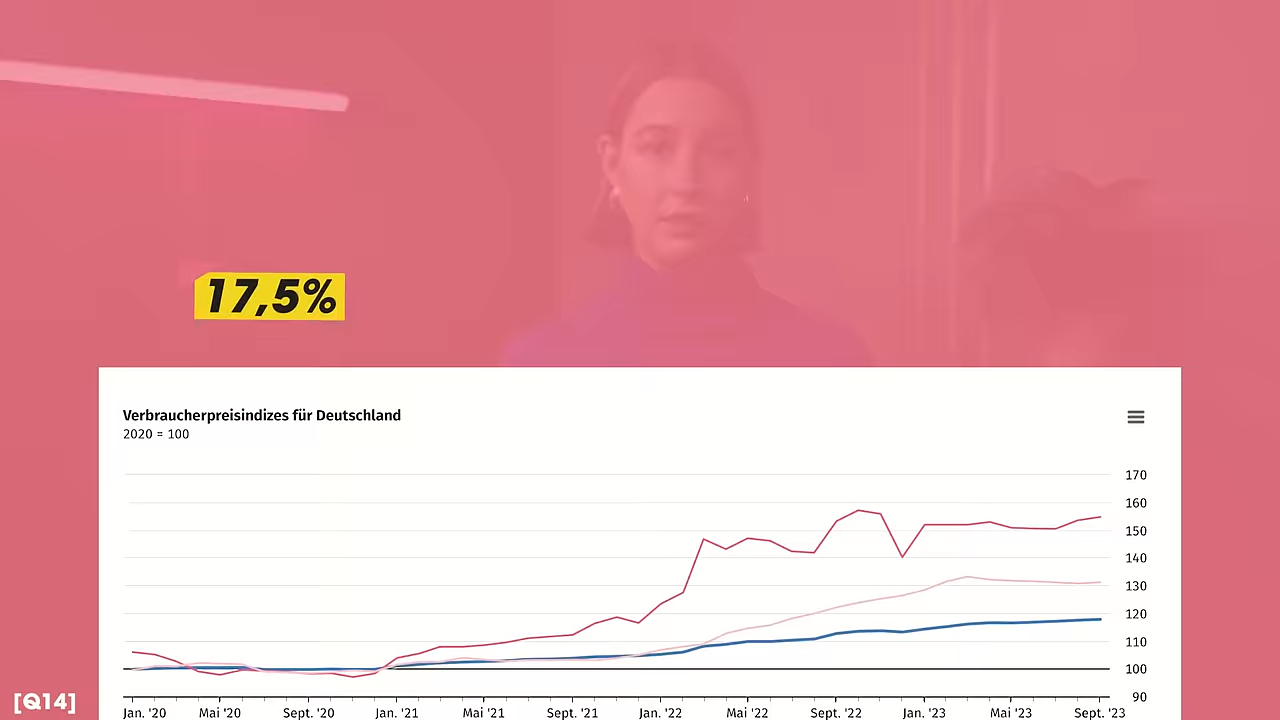 17,5%
Verbraucherpreisindizes für Deutschland
2020 = 100
170
160
150
140
130
120
110
100
90
Jan. '20 Mai '20 Sept. '20 Jan. '21 Mai '21 Sept. '21 Jan. '22 Mai '22 Sept. '22 Jan. '23 Mai '23 Sept. '23
[Q14]